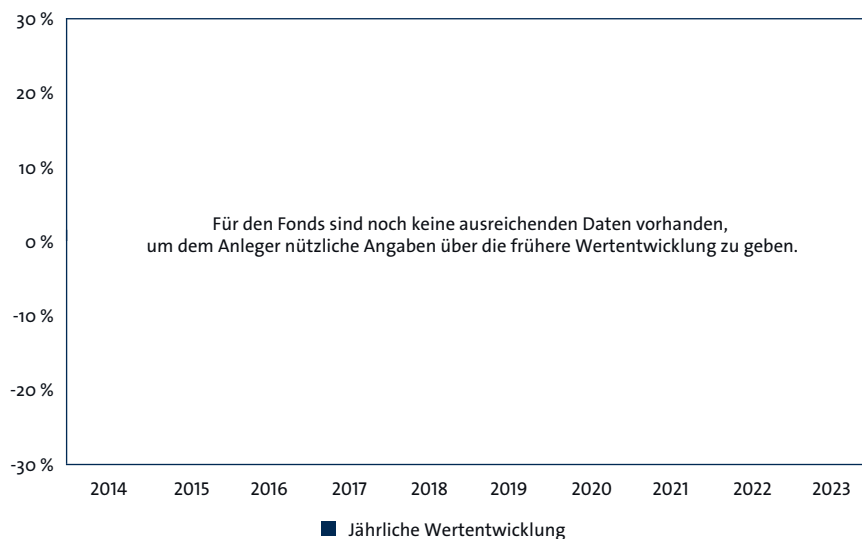 30 %
20 %
10 %
0 %
-10 %
-20 %
-30 %
Für den Fonds sind noch keine ausreichenden Daten vorhanden,
um dem Anleger nützliche Angaben über die frühere Wertentwicklung zu geben.
2014 2015 2016 2017 2018 2019 2020 2021 2022 2023
Jährliche Wertentwicklung